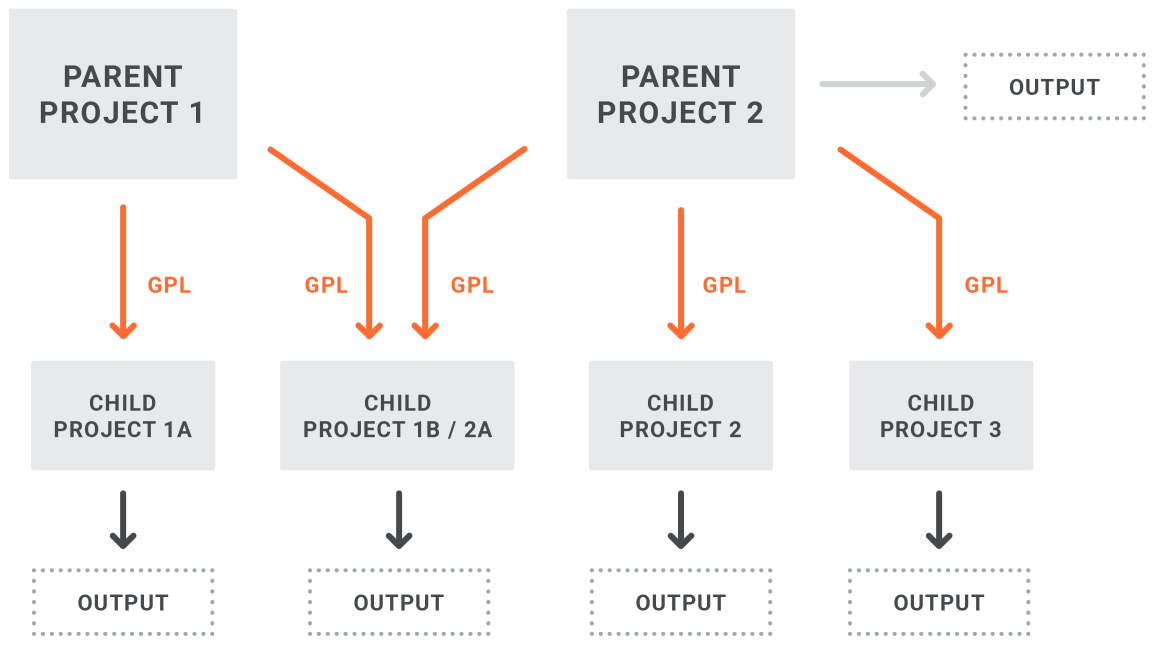 PARENT
PROJECT 1
PARENT
PROJECT 2
OUTPUT
GPL
GPL
GPL
GPL
GPL
CHILD
PROJECT 1A
CHILD
PROJECT 1B / 2A
CHILD
PROJECT 2
CHILD
PROJECT 3
OUTPUT
OUTPUT
OUTPUT
OUTPUT